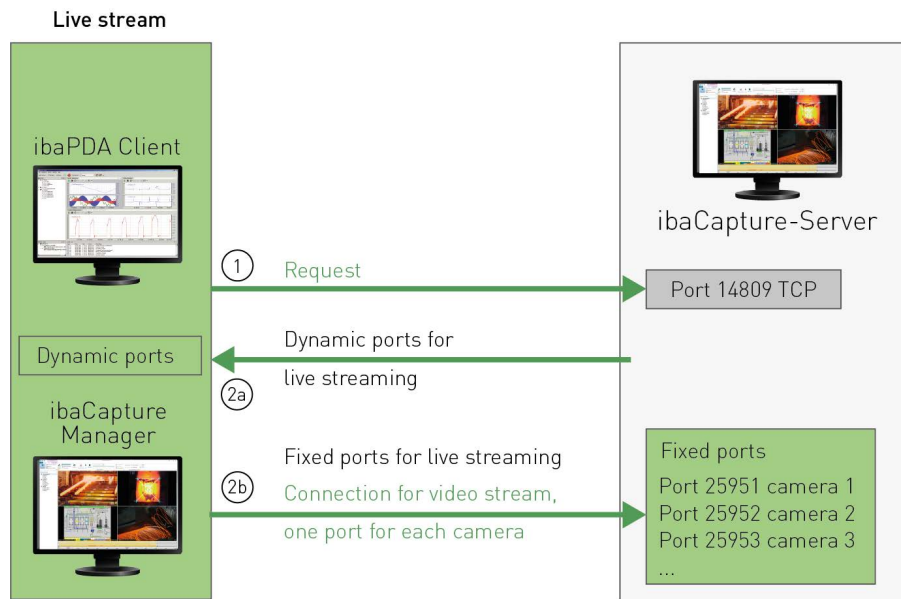 Live stream
ibaPDA Client
ibaCapture-Server
1
Request
Port 14809 TCP
Dynamic ports
Dynamic ports for
live streaming
2a
ibaCapture
Manager
Fixed ports for live streaming
2b
Connection for video stream,
one port for each camera
Fixed ports
Port 25951 camera 1
Port 25952 camera 2
Port 25953 camera 3
...